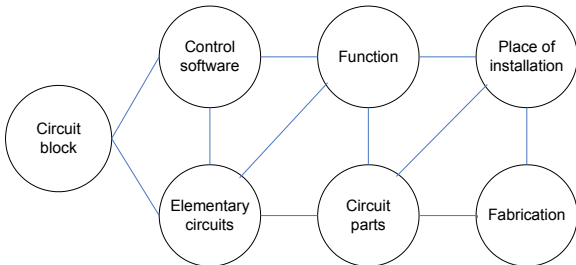 Control
software
Function
Place of
installation
Circuit
block
Elementary
circuits
Circuit
parts
Fabrication